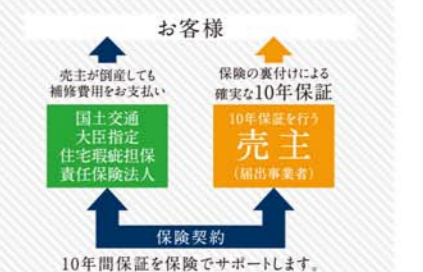 お客様
売主が倒産しても
補修費用をお支払い
保険の裏付けによる
確実な10年保証
国土交通
大臣指定
住宅瑕疵担保
責任保険法人
10年保証を行う
売主
(届出事業者)
保険契約
10年間保証を保険でサポートします。